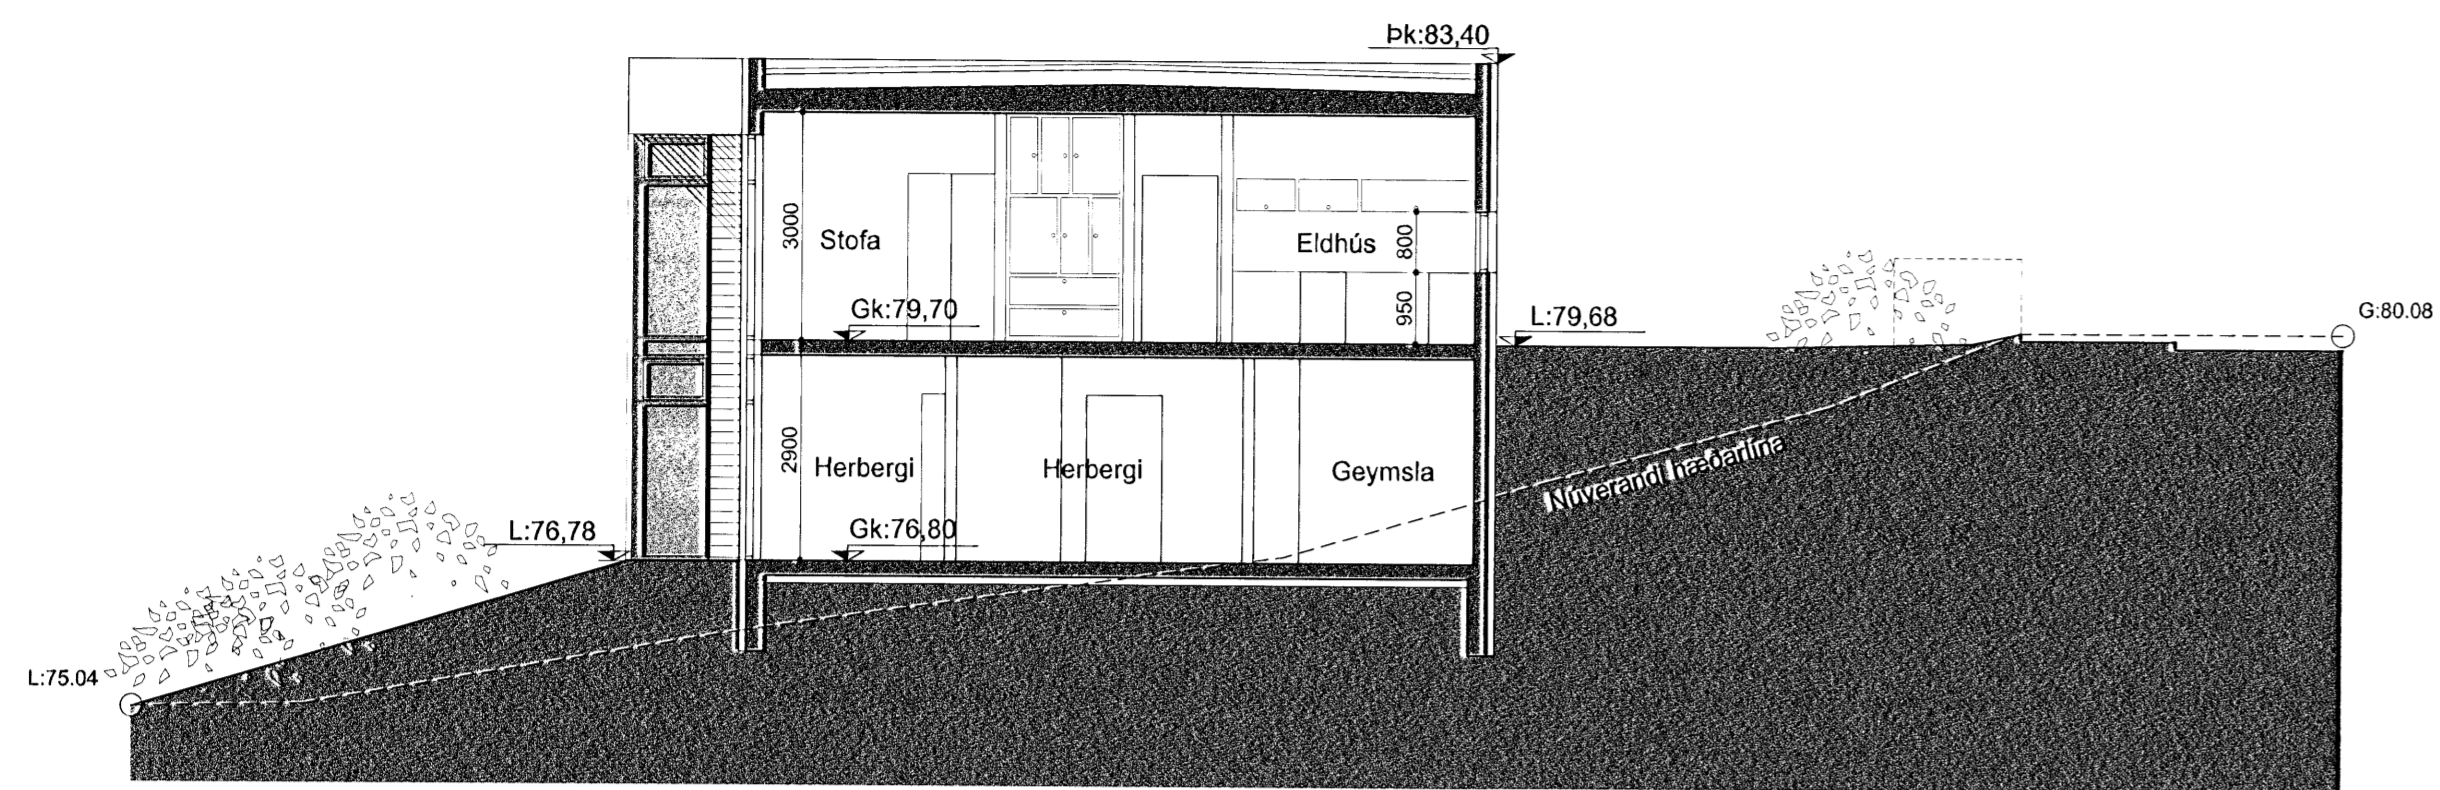 Þk:83,40
3000
Stofa
Eldhús
800
950
Gk:79,70
L:79,68
G:80.08
2900
Herbergi
Herbergi
Geymsla
Núverandi hæðarlína
L:76,78
Gk:76,80
L:75.04